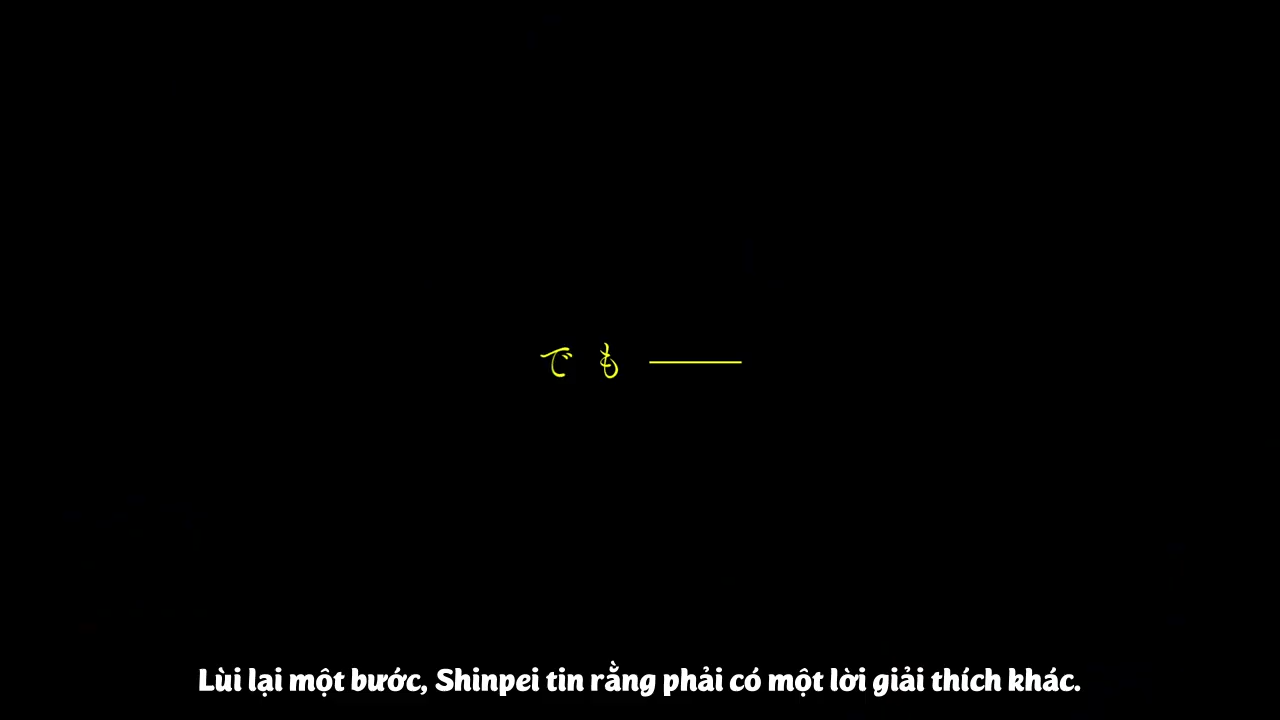 でも———
Lùi lại một bước, Shinpei tin rằng phải có một lời giải thích khác.